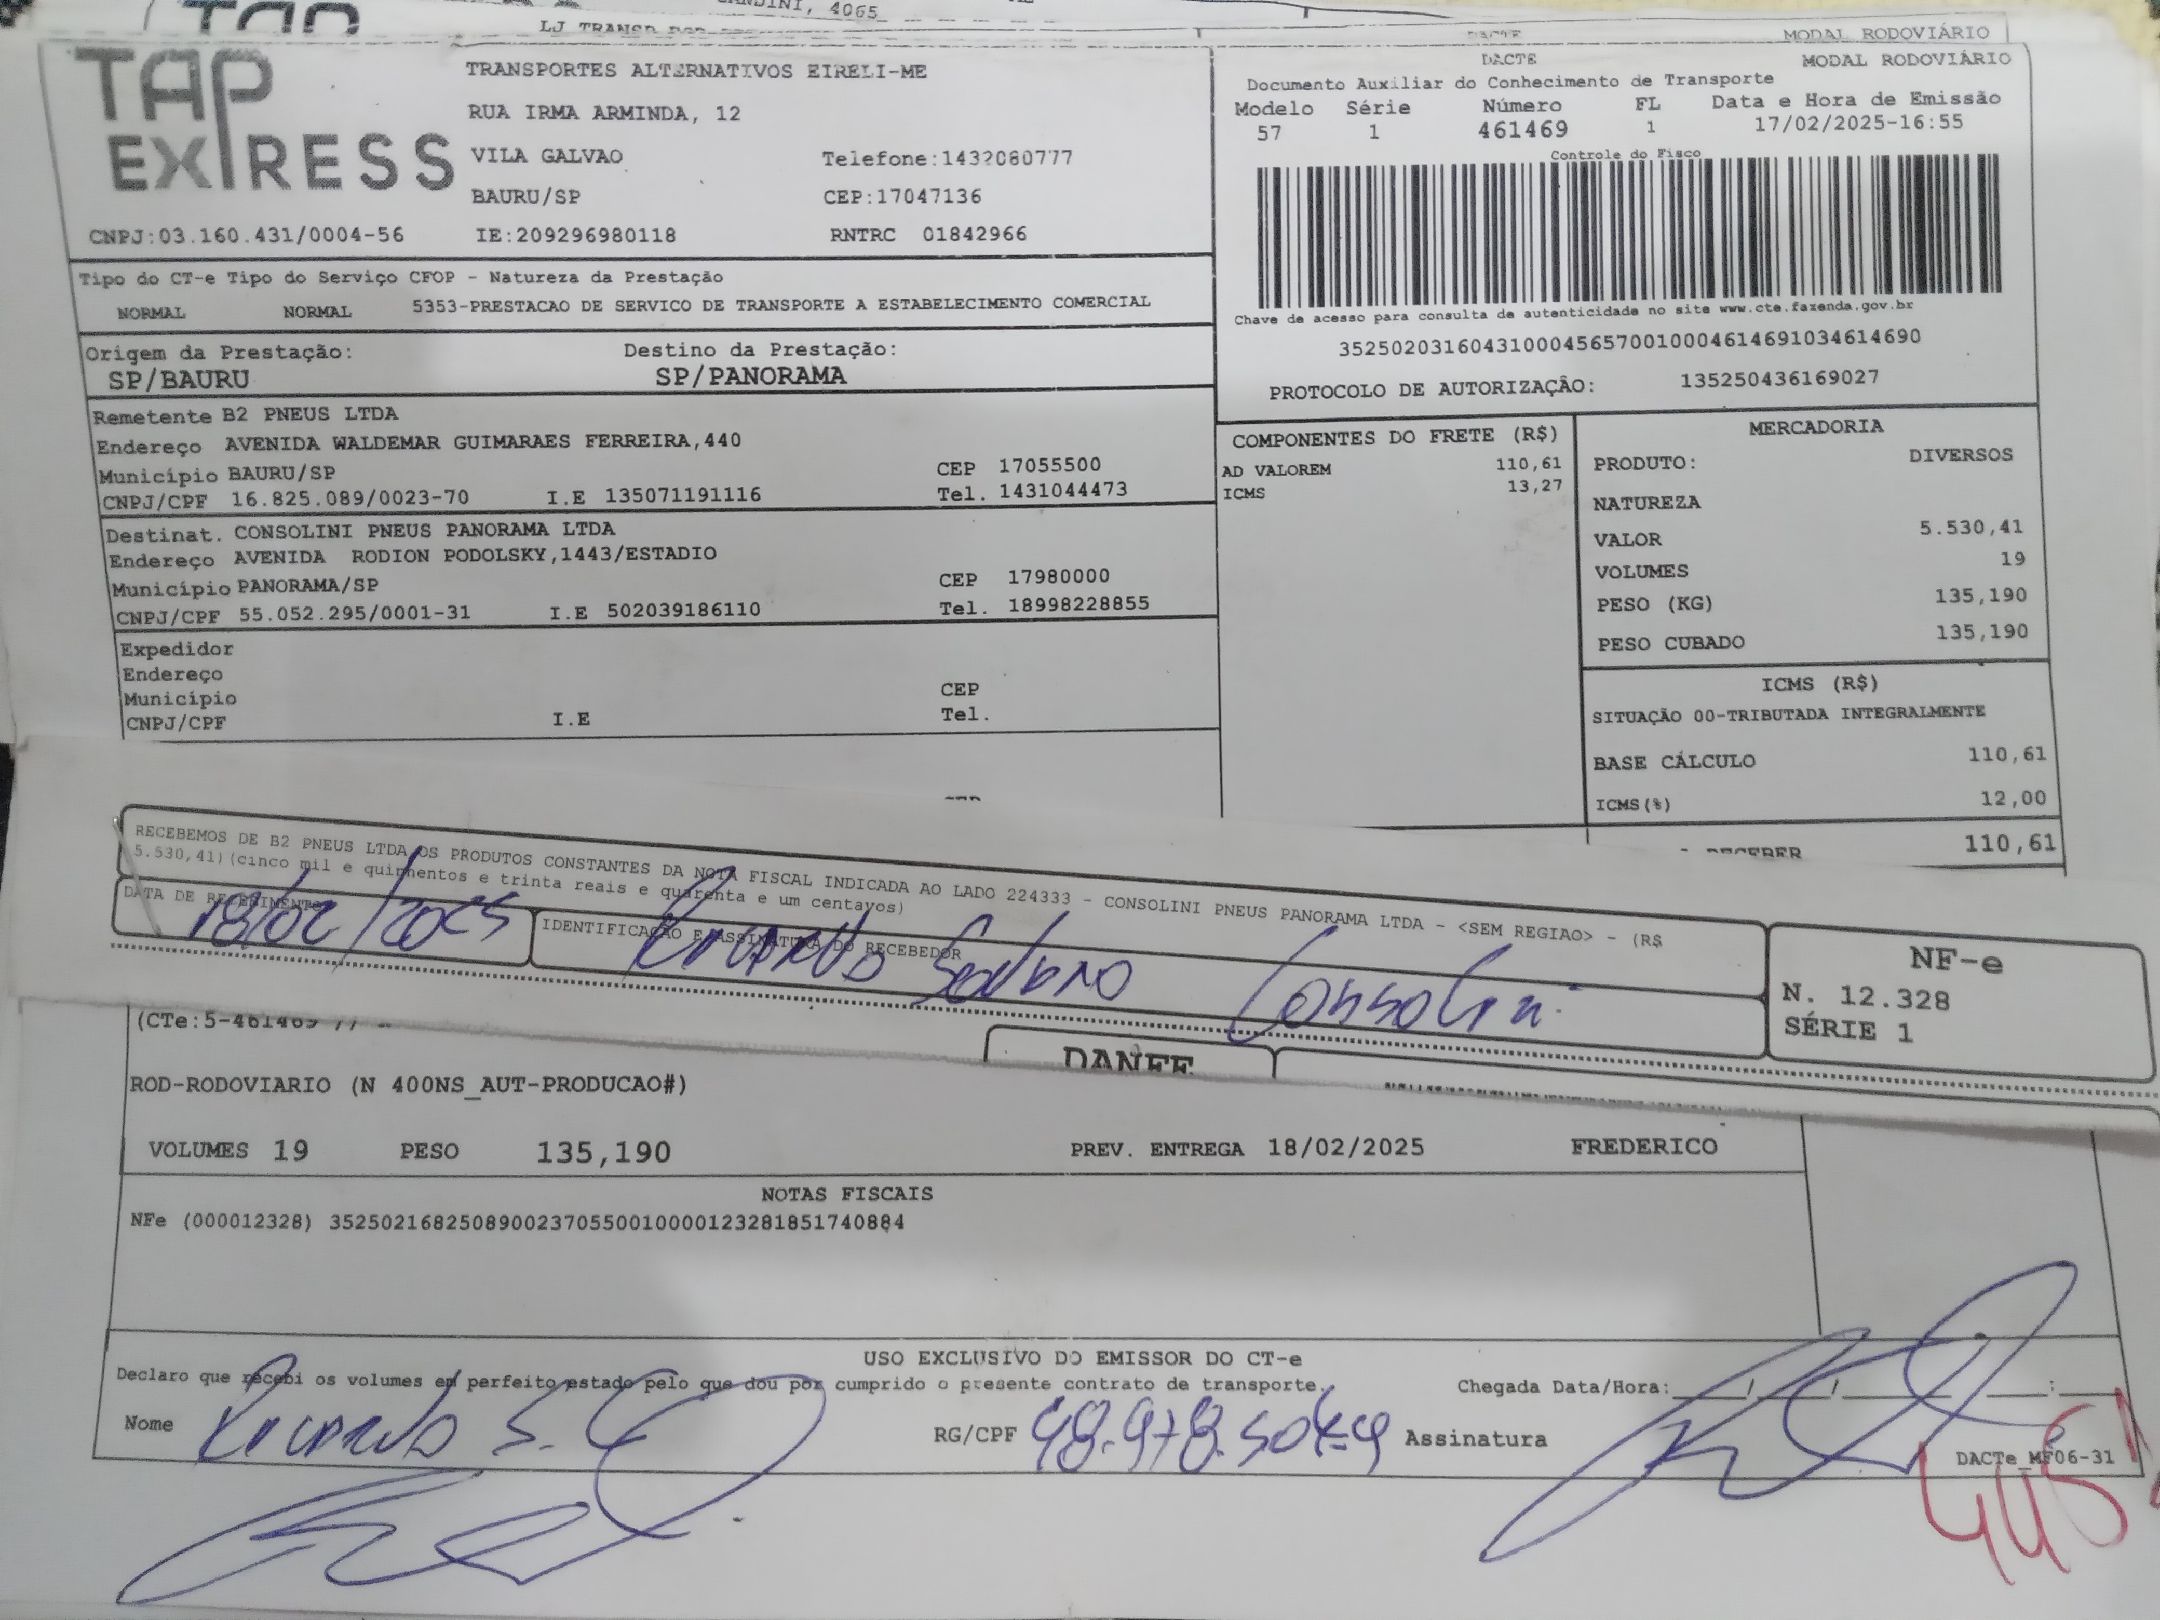 TAP EXPRESS
TRANSPORTES ALTERNATIVOS EIRELI-ME
RUA IRMA ARMINDA, 12
VILA GALVAO Telefone:1432080777
BAURU/SP CEP:17047136
CNPJ:03.160.431/0004-56 IE:209296980118 RNTRC 01842966
DACTE MODAL RODOVIÁRIO
Documento Auxiliar do Conhecimento de Transporte
Modelo Série Número FL Data e Hora de Emissão
57 1 461469 1 17/02/2025-16:55
Controle do Fisco
Chave de acesso para consulta de autenticidade no site www.cte.fazenda.gov.br
35250203160431000456570010004614691034614690
PROTOCOLO DE AUTORIZAÇÃO: 135250436169027
Tipo do CT-e Tipo do Serviço CFOP - Natureza da Prestação
NORMAL NORMAL 5353-PRESTACAO DE SERVICO DE TRANSPORTE A ESTABELECIMENTO COMERCIAL
Origem da Prestação: Destino da Prestação:
SP/BAURU SP/PANORAMA
Remetente B2 PNEUS LTDA
Endereço AVENIDA WALDEMAR GUIMARAES FERREIRA,440
Município BAURU/SP CEP 17055500
CNPJ/CPF 16.825.089/0023-70 I.E 135071191116 Tel. 1431044473
Destinat. CONSOLINI PNEUS PANORAMA LTDA
Endereço AVENIDA RODION PODOLSKY,1443/ESTADIO
Município PANORAMA/SP CEP 17980000
CNPJ/CPF 55.052.295/0001-31 I.E 502039186110 Tel. 18998228855
Expedidor
Endereço
Município CEP
CNPJ/CPF I.E Tel.
COMPONENTES DO FRETE (R$)
AD VALOREM 110,61
ICMS 13,27
MERCADORIA
PRODUTO: DIVERSOS
NATUREZA
VALOR 5.530,41
VOLUMES 19
PESO (KG) 135,190
PESO CUBADO 135,190
ICMS (R$)
SITUAÇÃO 00-TRIBUTADA INTEGRALMENTE
BASE CÁLCULO 110,61
ICMS(%) 12,00
RECEBER 110,61
RECEBEMOS DE B2 PNEUS LTDA OS PRODUTOS CONSTANTES DA NOTA FISCAL INDICADA AO LADO 224333 - CONSOLINI PNEUS PANORAMA LTDA - <SEM REGIAO> - (R$
5.530,41)(cinco mil e quinhentos e trinta reais e quarenta e um centavos)
DATA DE RECEBIMENTO IDENTIFICAÇÃO E ASSINATURA DO RECEBEDOR
18/02/2025 Ricardo Consolini
NF-e
N. 12.328
SÉRIE 1
DANFE
(CTe:5-461469
ROD-RODOVIARIO (N 400NS_AUT-PRODUCAO#)
VOLUMES 19 PESO 135,190 PREV. ENTREGA 18/02/2025 FREDERICO
NOTAS FISCAIS
NFe (000012328) 35250216825089002370550010000123281851740884
USO EXCLUSIVO DO EMISSOR DO CT-e
Declaro que recebi os volumes em perfeito estado pelo que dou por cumprido o presente contrato de transporte. Chegada Data/Hora:
Nome Ricardo S. C RG/CPF Assinatura
DACTe_MF06-31